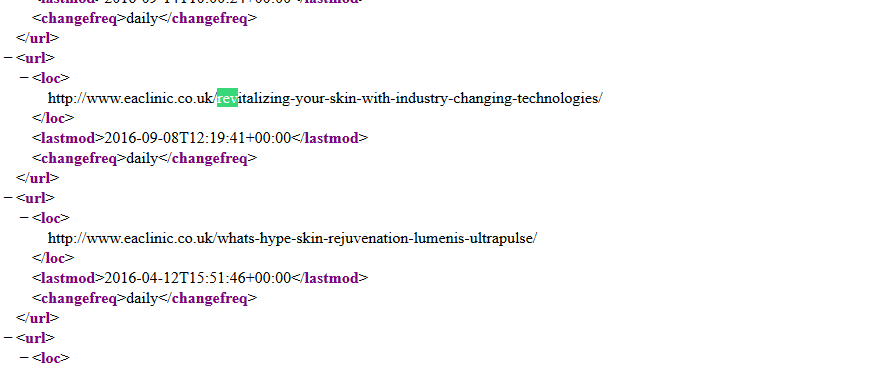 <changefreq>daily</changefreq>
</url>
−<url>
−<loc>
http://www.eaclinic.co.uk/revitalizing-your-skin-with-industry-changing-technologies/
</loc>
<lastmod>2016-09-08T12:19:41+00:00</lastmod>
<changefreq>daily</changefreq>
</url>
−<url>
−<loc>
http://www.eaclinic.co.uk/whats-hype-skin-rejuvenation-lumenis-ultrapulse/
</loc>
<lastmod>2016-04-12T15:51:46+00:00</lastmod>
<changefreq>daily</changefreq>
</url>
−<url>
−<loc>